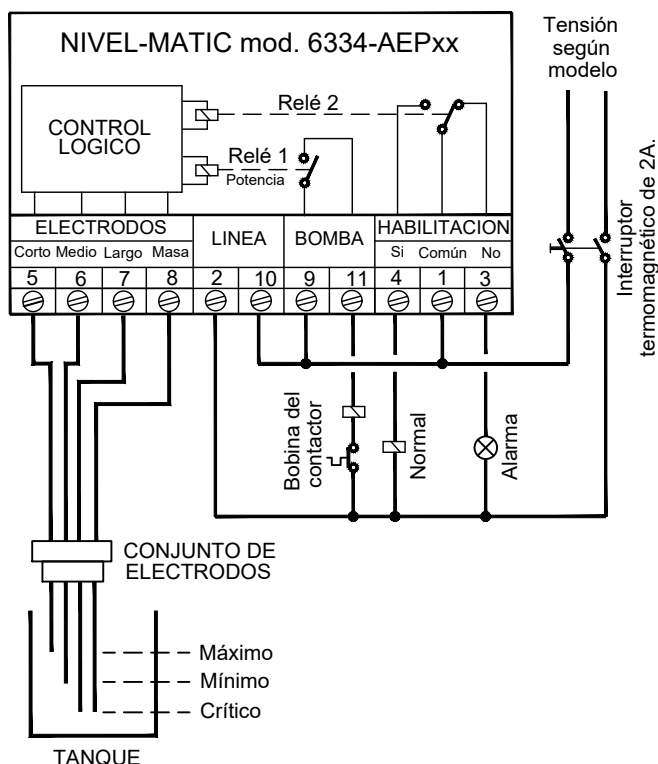 NIVEL-MATIC mod. 6334-AEPxx
Tensión
según
modelo
CONTROL
LOGICO
Relé 2
Relé 1
Potencia
ELECTRODOS
LINEA
BOMBA
HABILITACION
Corto Medio Largo Masa
Si Común No
5 6 7 8 2 10 9 11 4 1 3
Interruptor
termomagnético de 2A.
Bobina del
contactor
Normal
Alarma
CONJUNTO DE
ELECTRODOS
Máximo
Mínimo
Crítico
TANQUE